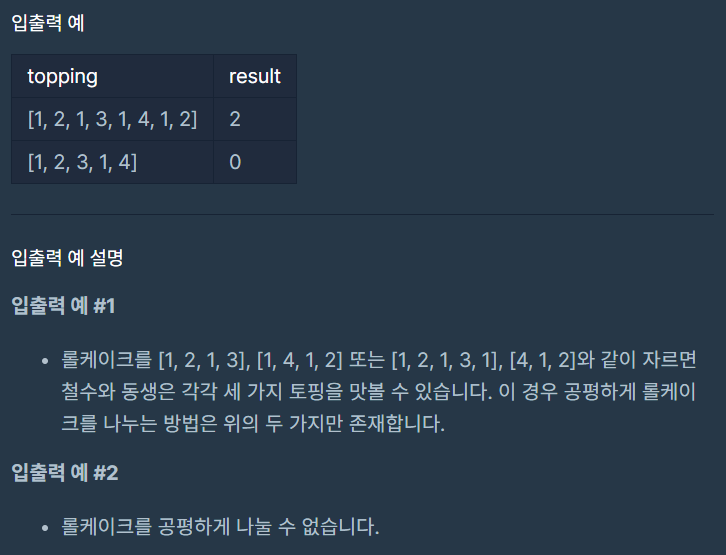 입출력 예
topping result
[1, 2, 1, 3, 1, 4, 1, 2] 2
[1, 2, 3, 1, 4] 0
입출력 예 설명
입출력 예 #1
• 롤케이크를 [1, 2, 1, 3], [1, 4, 1, 2] 또는 [1, 2, 1, 3, 1], [4, 1, 2]와 같이 자르면
철수와 동생은 각각 세 가지 토핑을 맛볼 수 있습니다. 이 경우 공평하게 롤케이
크를 나누는 방법은 위의 두 가지만 존재합니다.
입출력 예 #2
• 롤케이크를 공평하게 나눌 수 없습니다.